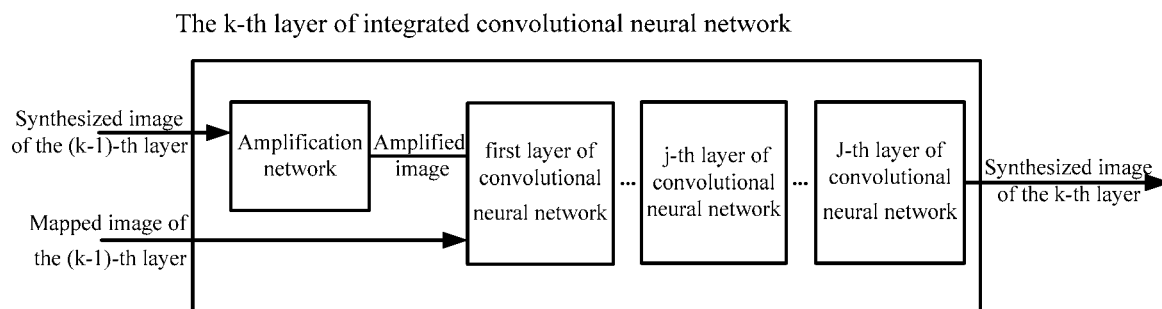 The k-th layer of integrated convolutional neural network
Synthesized image
of the (k-1)-th layer
Amplification
network
Amplified
image
Mapped image of
the (k-1)-th layer
first layer of
convolutional
neural network
...
j-th layer of
convolutional
neural network
...
J-th layer of
convolutional
neural network
Synthesized image
of the k-th layer